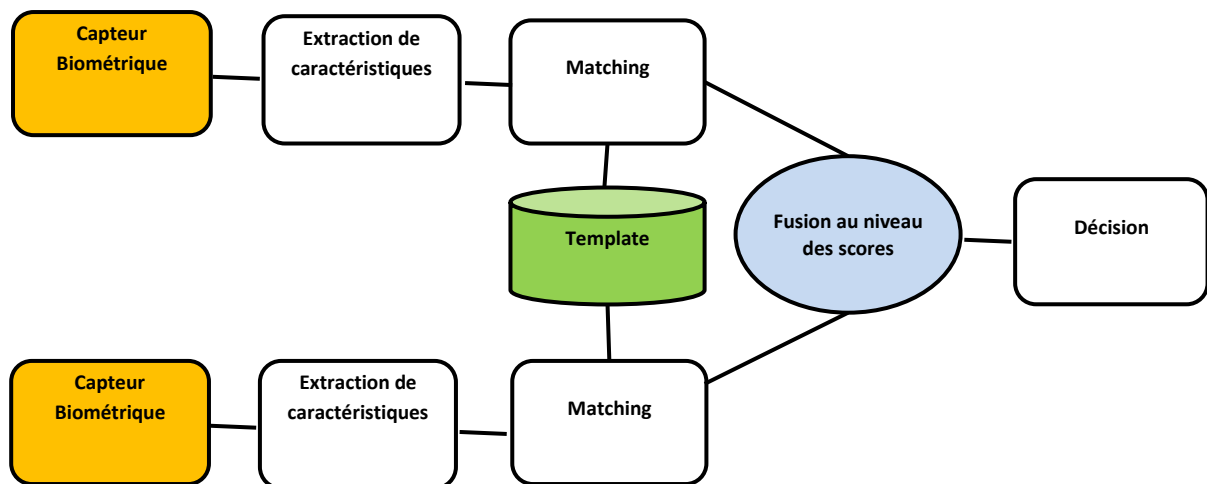 Capteur
Biométrique
Extraction de
caractéristiques
Matching
Template
Fusion au niveau
des scores
Décision
Capteur
Biométrique
Extraction de
caractéristiques
Matching